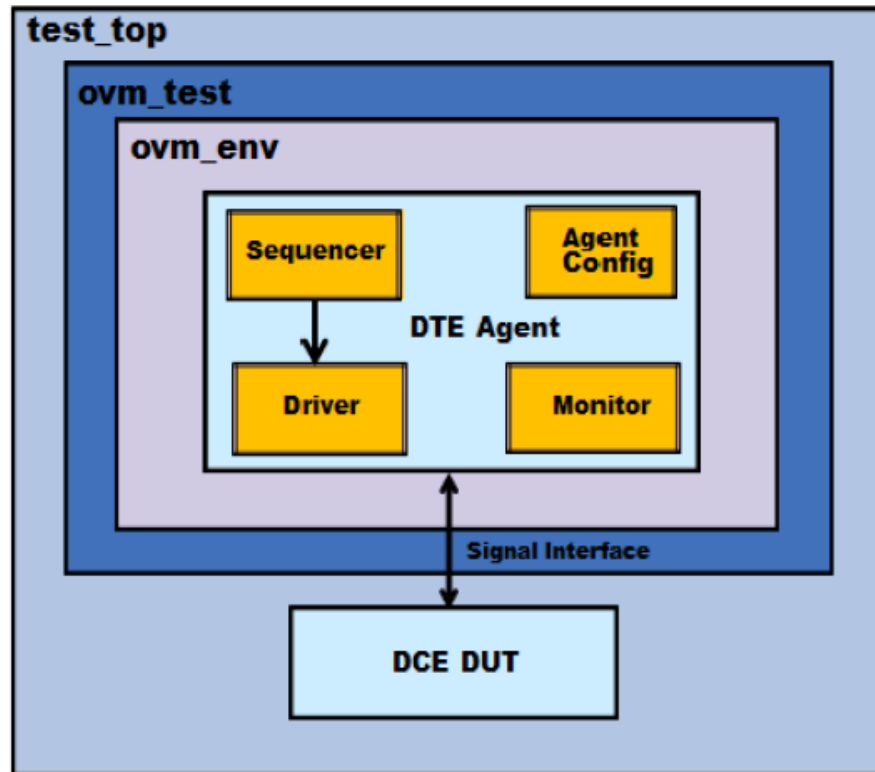 test_top
ovm_test
ovm_env
Sequencer
Agent
Config
DTE Agent
Driver
Monitor
Signal Interface
DCE DUT